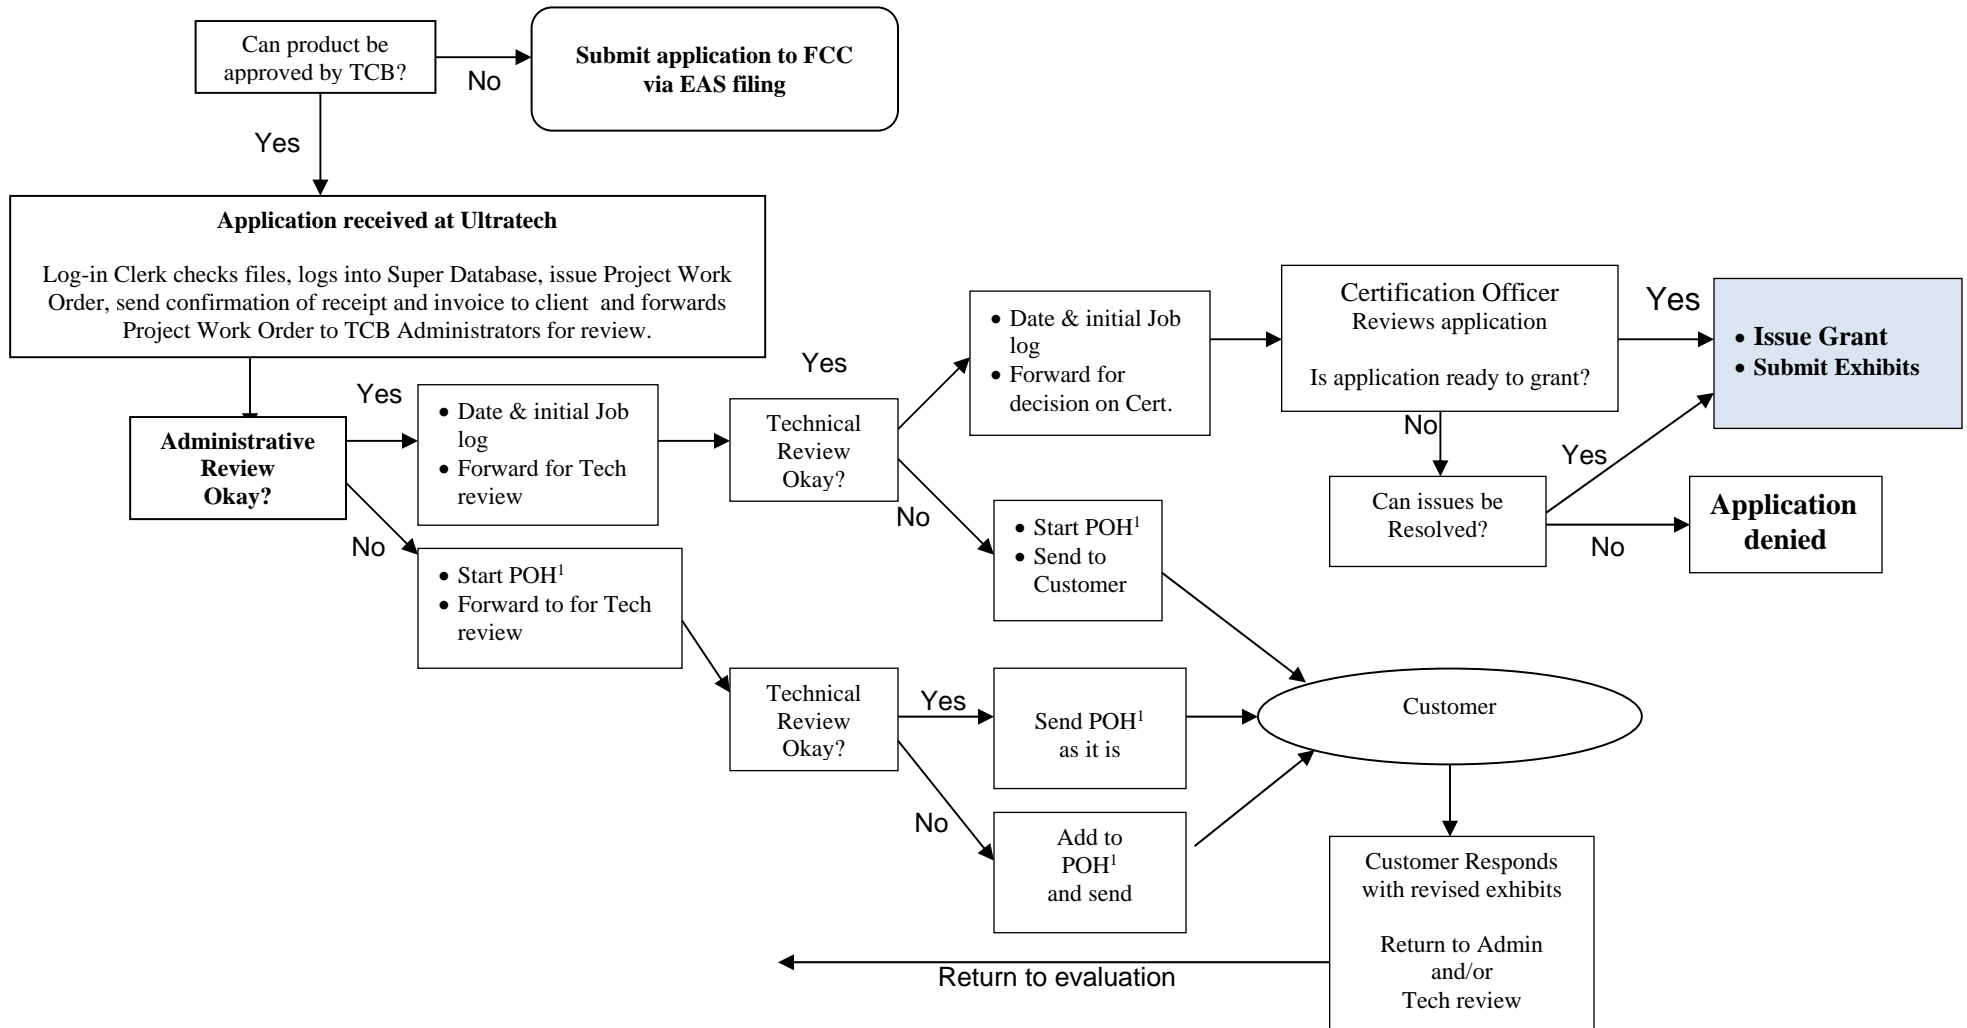 Can product be
approved by TCB?
No
Submit application to FCC
via EAS filing
Yes
Application received at Ultratech
Log-in Clerk checks files, logs into Super Database, issue Project Work
Order, send confirmation of receipt and invoice to client and forwards
Project Work Order to TCB Administrators for review.
Administrative
Review
Okay?
Yes
• Date & initial Job
log
• Forward for Tech
review
No
• Start POH¹
• Forward to for Tech
review
Technical
Review
Okay?
Yes
• Date & initial Job
log
• Forward for
decision on Cert.
No
• Start POH¹
• Send to
Customer
Certification Officer
Reviews application
Is application ready to grant?
Yes
• Issue Grant
• Submit Exhibits
No
Can issues be
Resolved?
Yes
No
Application
denied
Technical
Review
Okay?
Yes
Send POH¹
as it is
No
Add to
POH¹
and send
Customer
Customer Responds
with revised exhibits
Return to Admin
and/or
Tech review
Return to evaluation